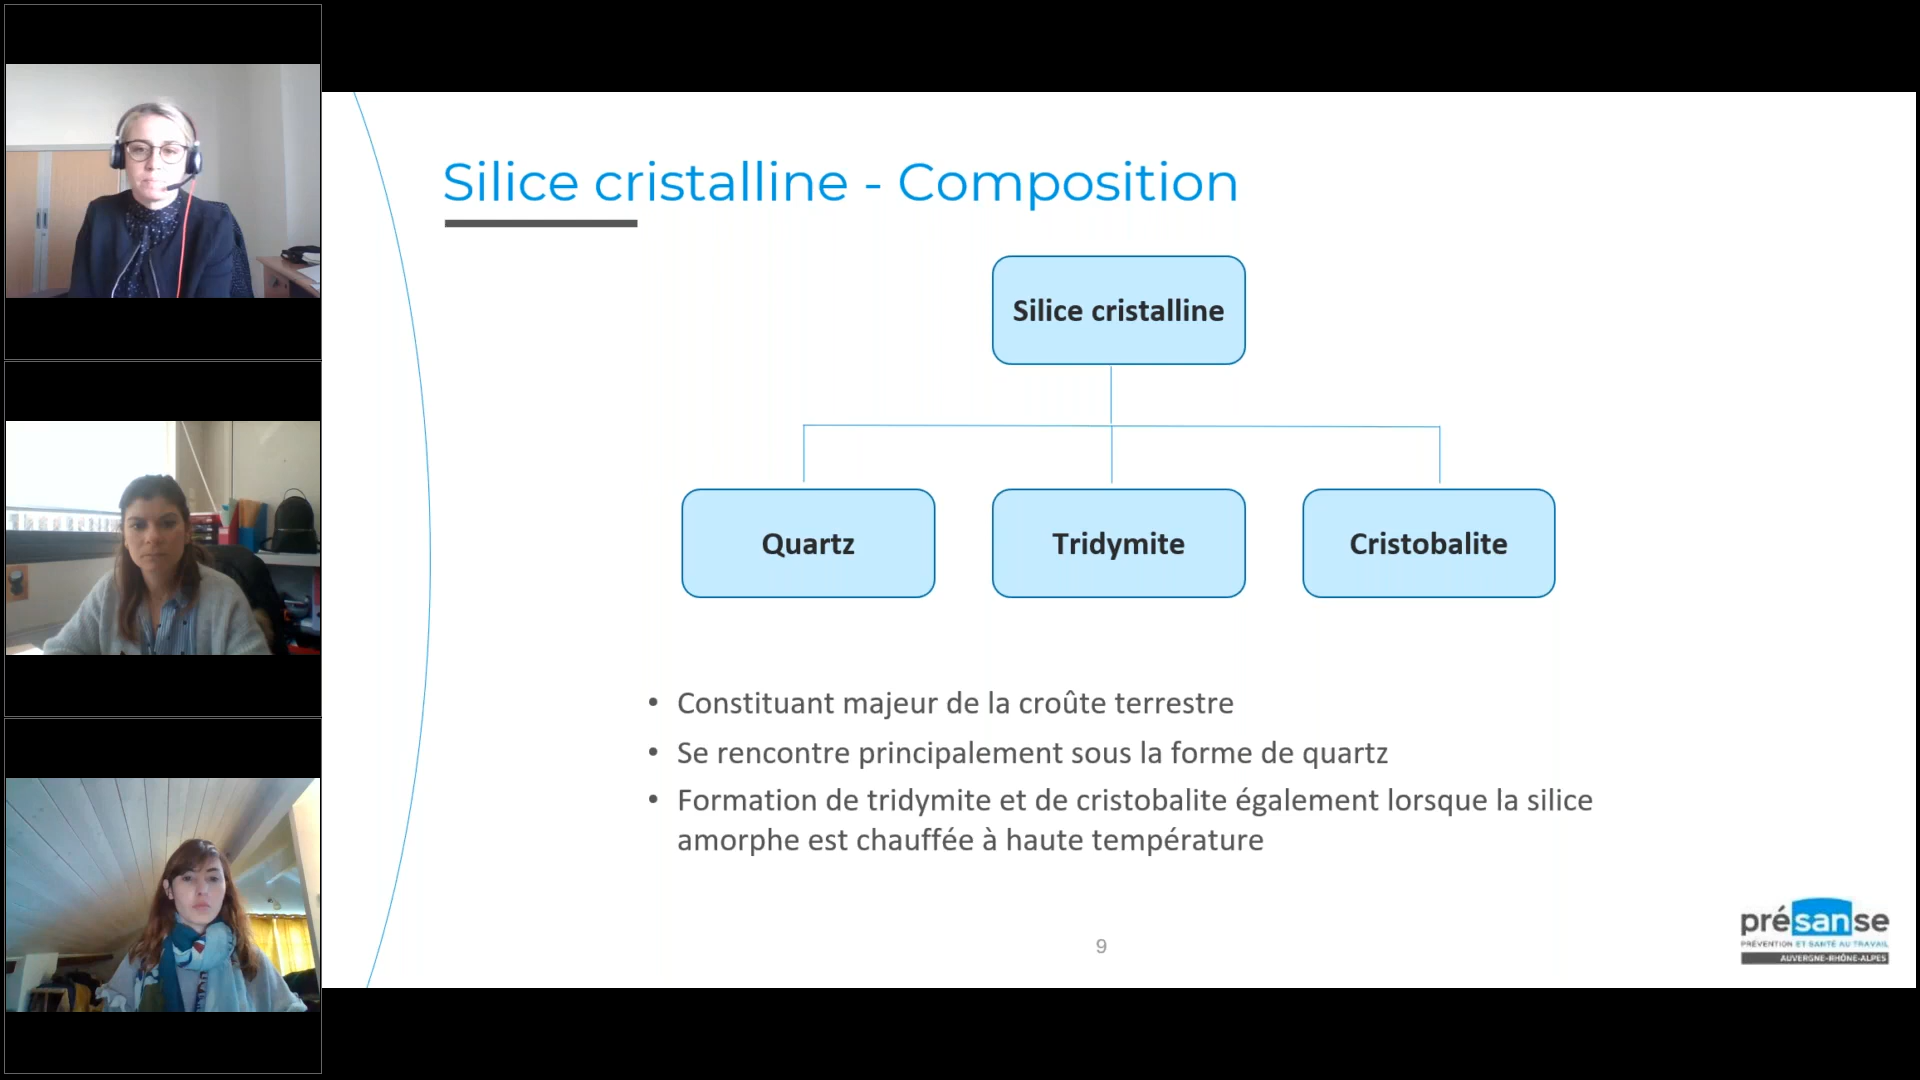 Silice cristalline - Composition
Silice cristalline
Quartz
Tridymite
Cristobalite
• Constituant majeur de la croûte terrestre
• Se rencontre principalement sous la forme de quartz
• Formation de tridymite et de cristobalite également lorsque la silice
amorphe est chauffée à haute température
9
présanse
PRÉVENTION ET SANTÉ AU TRAVAIL
AUVERGNE-RHÔNE-ALPES